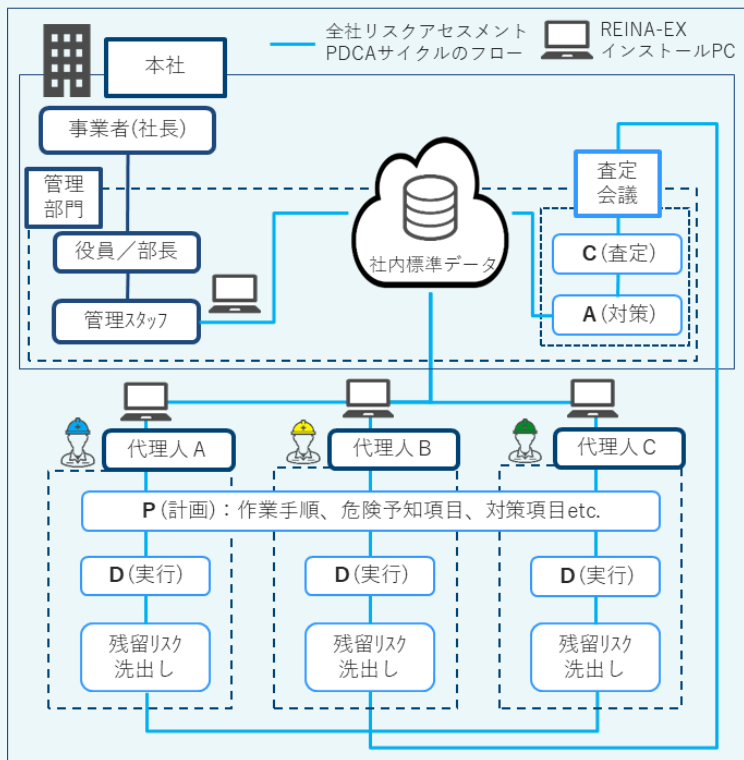 本社
全社リスクアセスメント
PDCAサイクルのフロー
REINA-EX
インストールPC
事業者(社長)
管理
部門
役員／部長
管理ｽﾀｯﾌ
社内標準データ
査定
会議
C(査定)
A(対策)
代理人A
代理人B
代理人C
P(計画)：作業手順、危険予知項目、対策項目etc.
D(実行)
D(実行)
D(実行)
残留ﾘｽｸ
洗出し
残留ﾘｽｸ
洗出し
残留ﾘｽｸ
洗出し